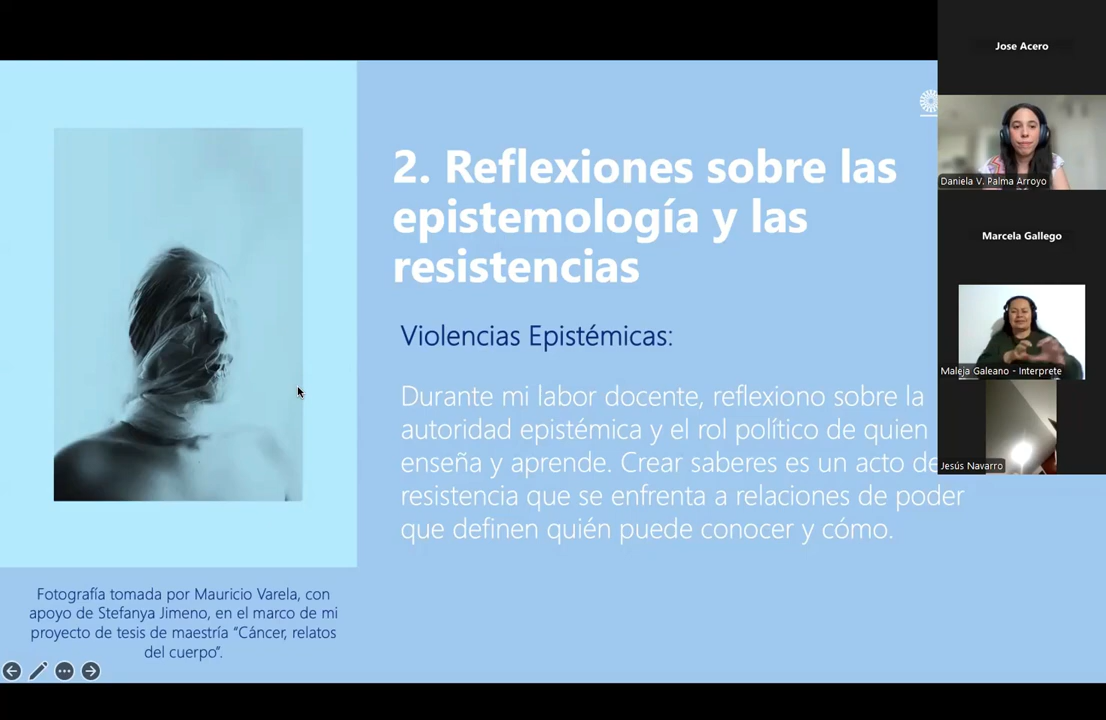 2. Reflexiones sobre las
epistemología y las
resistencias
Violencias Epistémicas:
Durante mi labor docente, reflexiono sobre la
autoridad epistémica y el rol político de quien
enseña y aprende. Crear saberes es un acto de
resistencia que se enfrenta a relaciones de poder
que definen quién puede conocer y cómo.
Fotografía tomada por Mauricio Varela, con
apoyo de Stefanya Jimeno, en el marco de mi
proyecto de tesis de maestría “Cáncer, relatos
del cuerpo”.
Jose Acero
Daniela V. Palma Arroyo
Marcela Gallego
Maleja Galeano - Interprete
Jesús Navarro